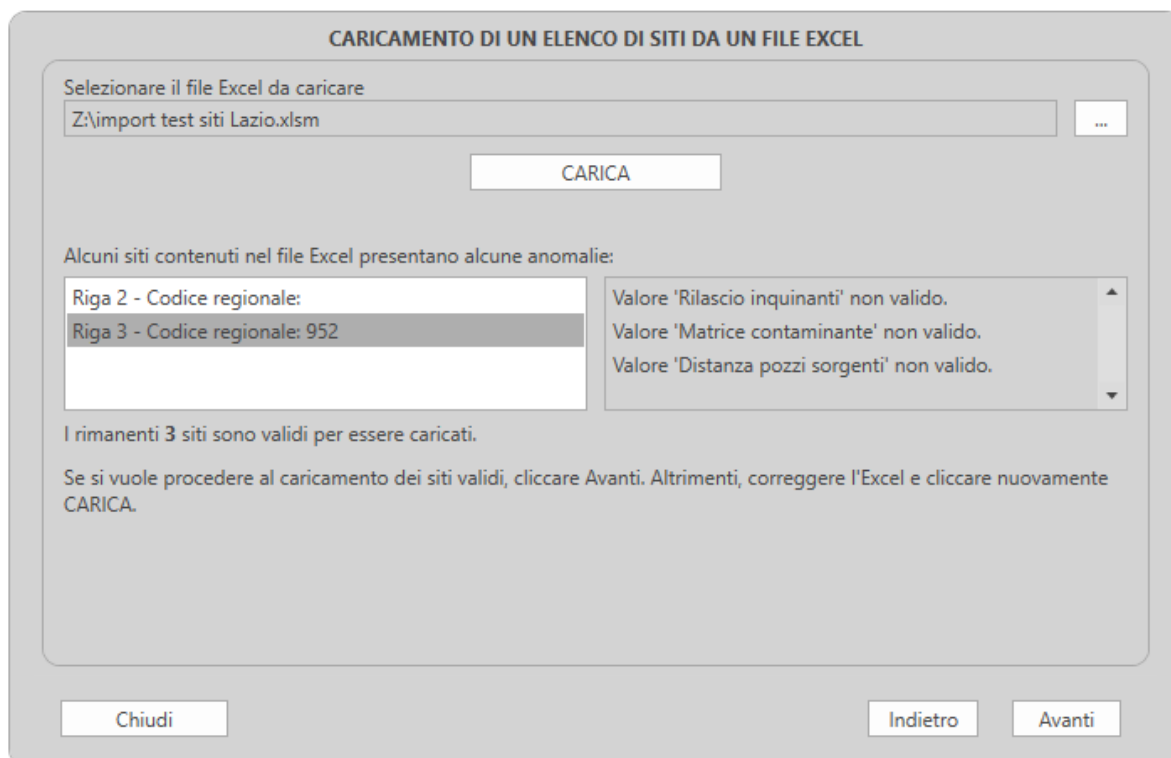 CARICAMENTO DI UN ELENCO DI SITI DA UN FILE EXCEL
Selezionare il file Excel da caricare
Z:\import test siti Lazio.xlsm
...
CARICA
Alcuni siti contenuti nel file Excel presentano alcune anomalie:
Riga 2 - Codice regionale:
Riga 3 - Codice regionale: 952
Valore 'Rilascio inquinanti' non valido.
Valore 'Matrice contaminante' non valido.
Valore 'Distanza pozzi sorgenti' non valido.
I rimanenti 3 siti sono validi per essere caricati.
Se si vuole procedere al caricamento dei siti validi, cliccare Avanti. Altrimenti, correggere l'Excel e cliccare nuovamente
CARICA.
Chiudi
Indietro
Avanti